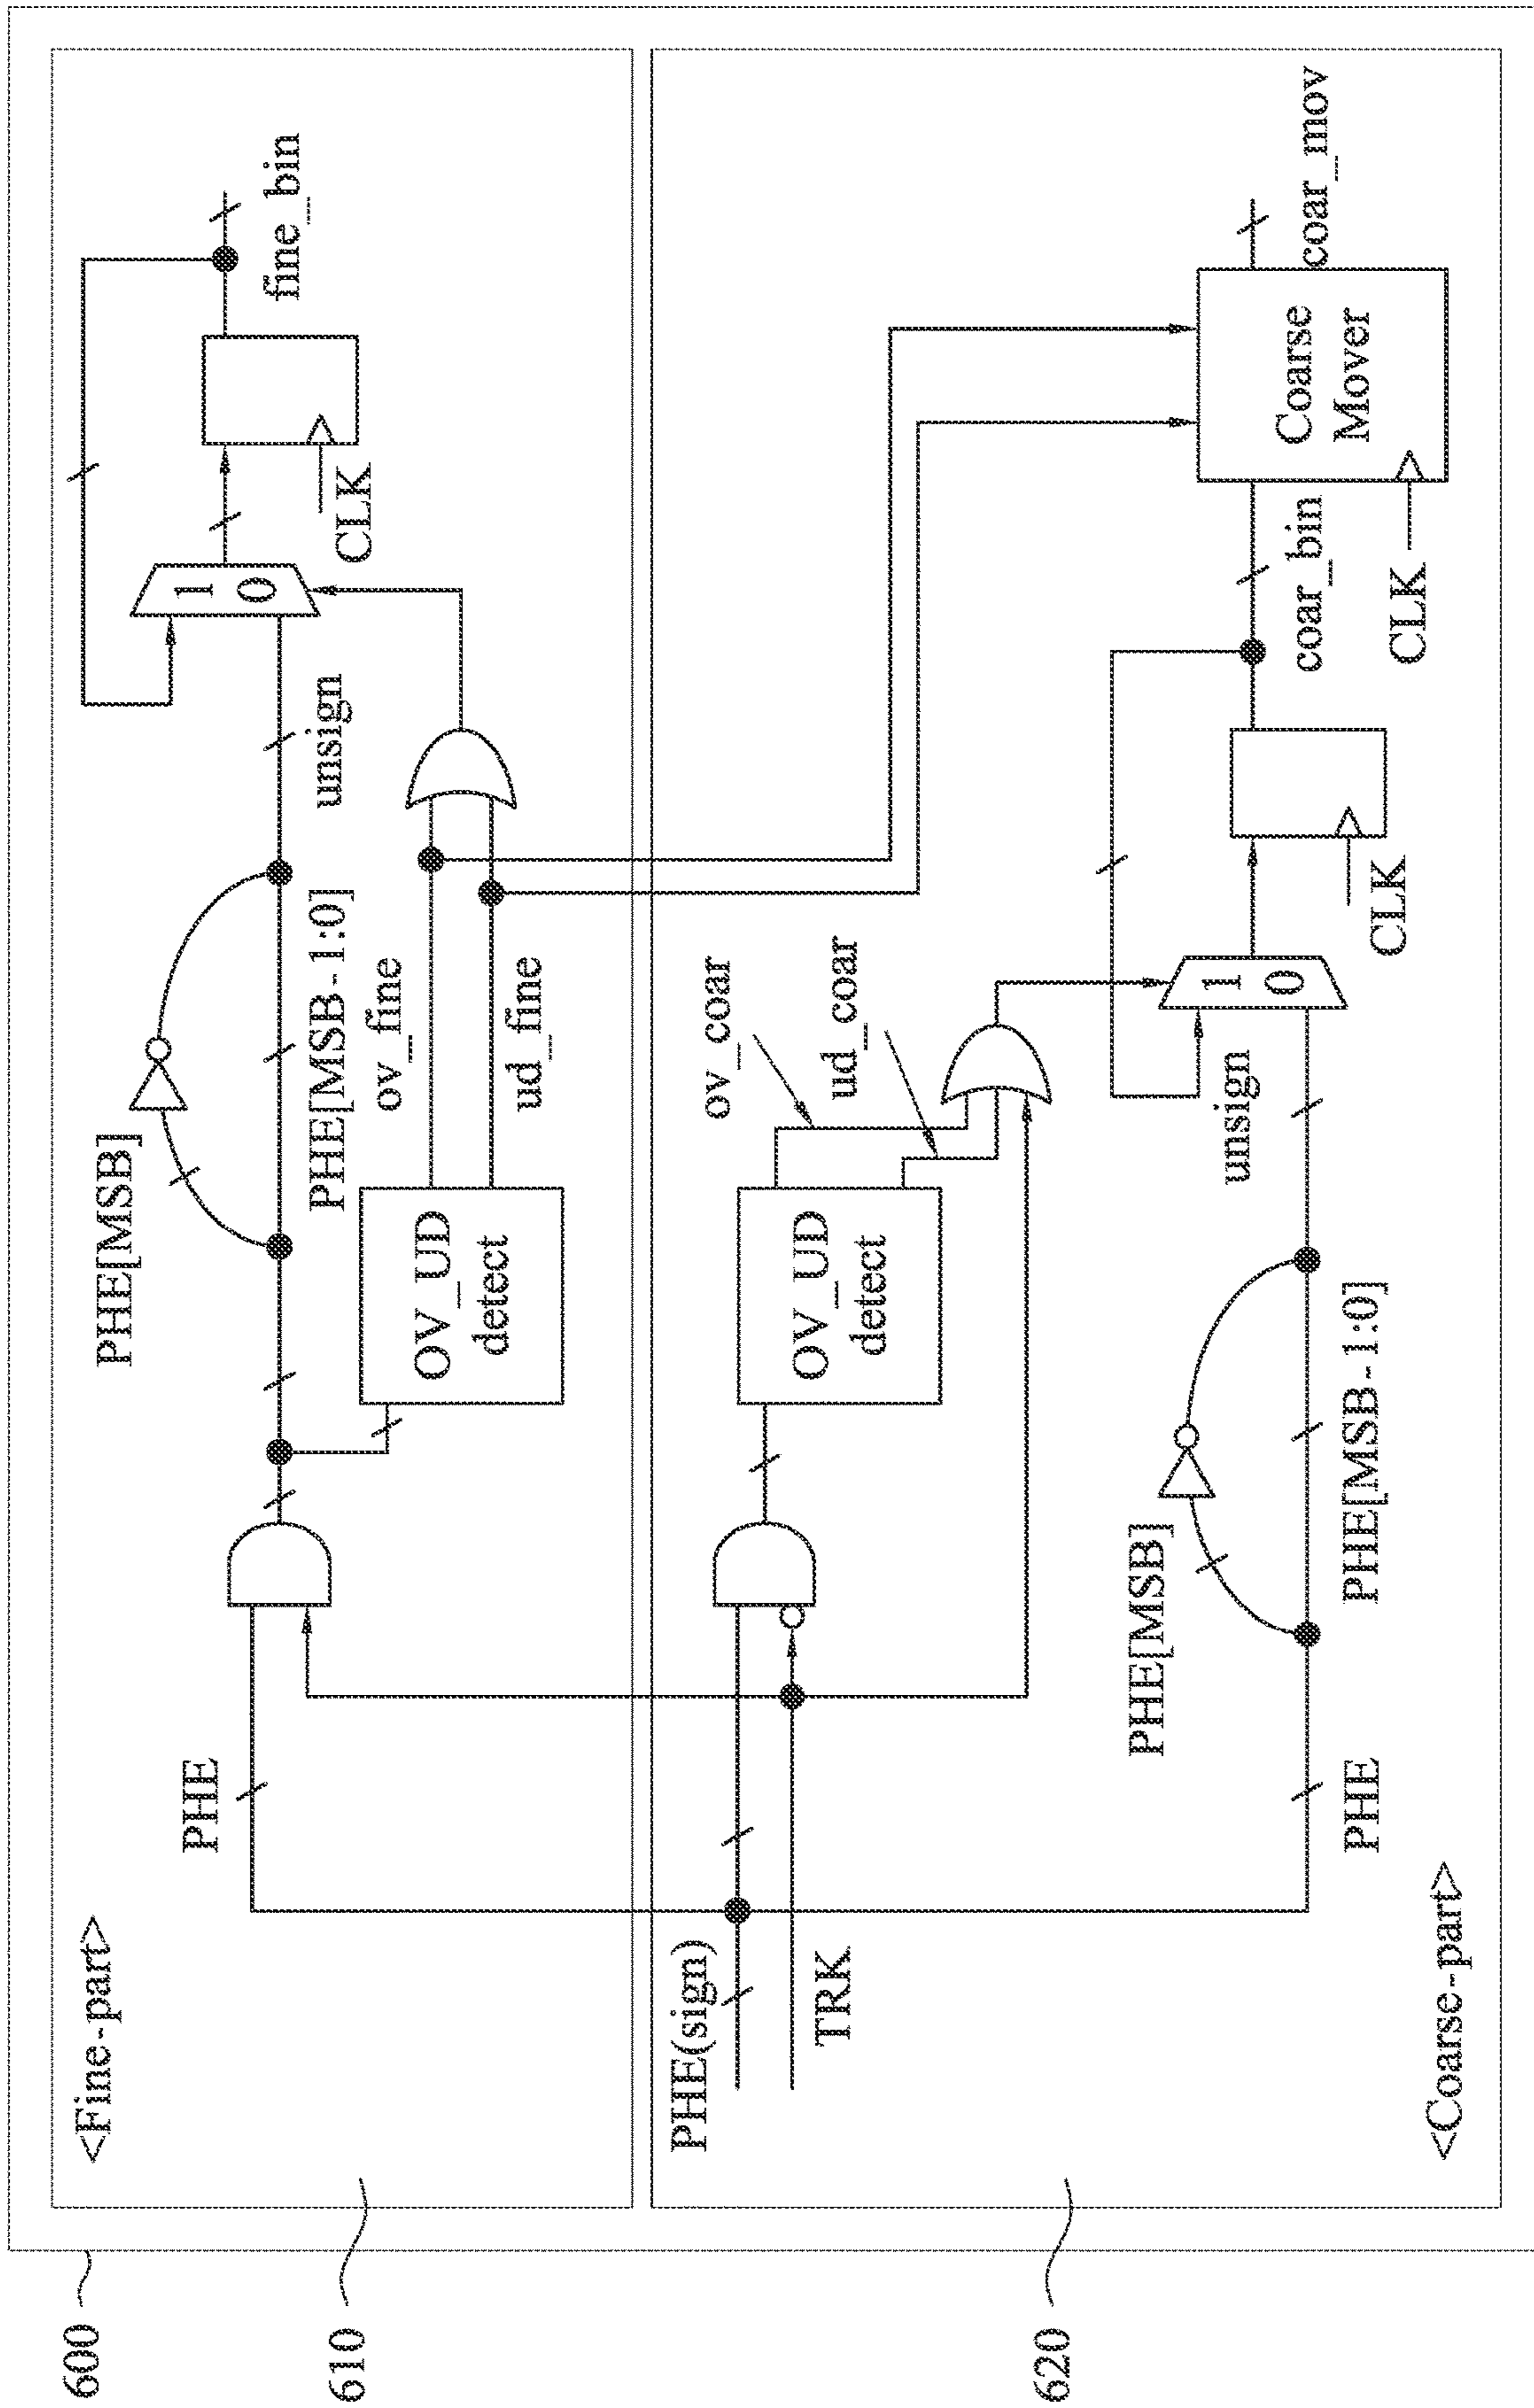 600
610
<Fine-part>
PHE
PHE[MSB]
PHE[MSB-1:0]
unsign
OV_UD
detect
ov_fine
ud_fine
1
0
CLK
fine_bin
620
PHE(sign)
TRK
OV_UD
detect
ov_coar
ud_coar
PHE
PHE[MSB]
PHE[MSB-1:0]
unsign
1
0
CLK
coar_bin
CLK
Coarse
Mover
coar_mov
<Coarse-part>